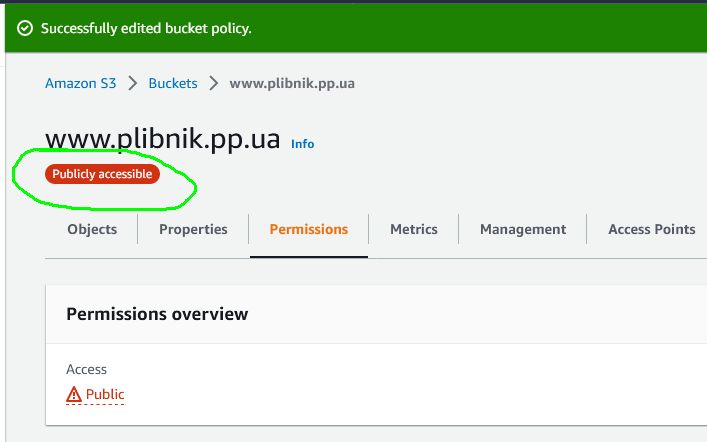 Successfully edited bucket policy.
Amazon S3 > Buckets > www.plibnik.pp.ua
www.plibnik.pp.ua Info
Publicly accessible
Objects Properties Permissions Metrics Management Access Points
Permissions overview
Access
Public